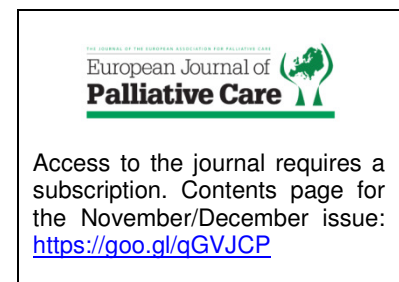 THE JOURNAL OF THE EUROPEAN ASSOCIATION FOR PALLIATIVE CARE
European Journal of
Palliative Care
Access to the journal requires a
subscription. Contents page for
the November/December issue:
https://goo.gl/qGVJCP